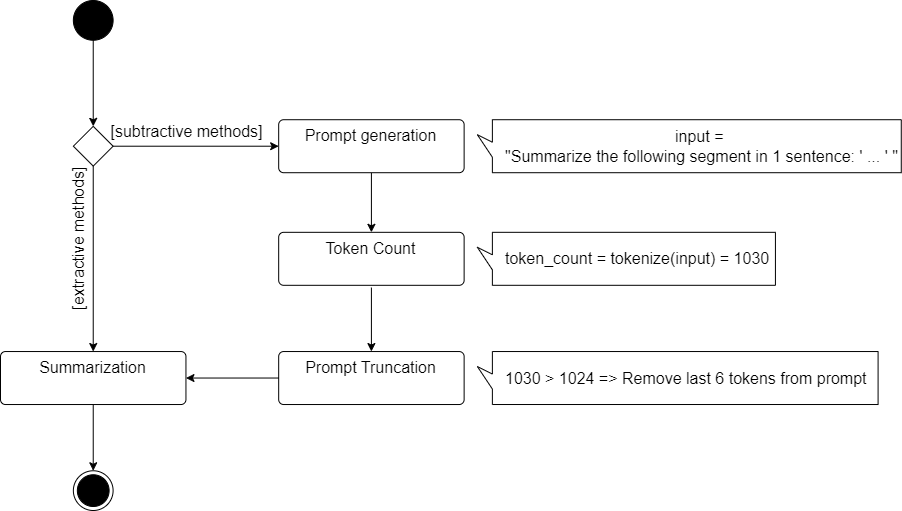 [subtractive methods]
Prompt generation
input =
"Summarize the following segment in 1 sentence: ' ... ' "
[extractive methods]
Token Count
token_count = tokenize(input) = 1030
Summarization
Prompt Truncation
1030 > 1024 => Remove last 6 tokens from prompt